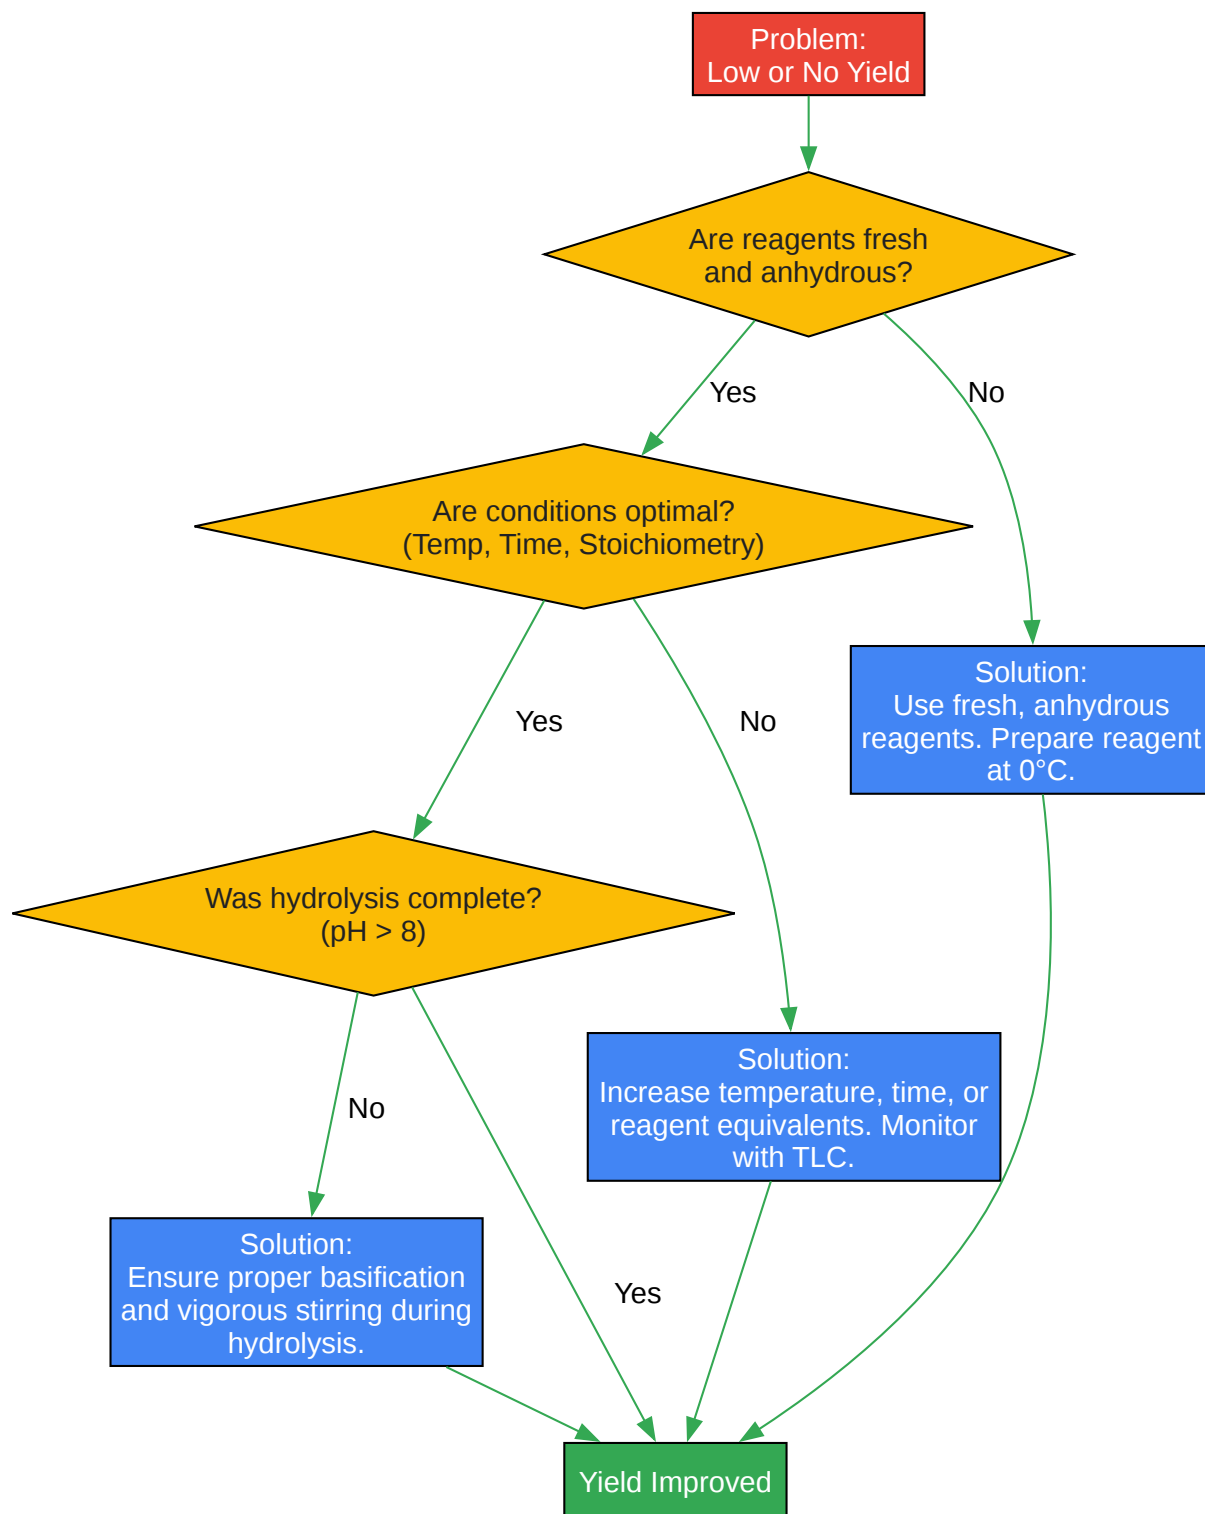 Problem:
Low or No Yield
Are reagents fresh
and anhydrous?
Yes
No
Are conditions optimal?
(Temp, Time, Stoichiometry)
Solution:
Use fresh, anhydrous
reagents. Prepare reagent
at 0°C.
Yes
No
Was hydrolysis complete?
(pH > 8)
Solution:
Increase temperature, time, or
reagent equivalents. Monitor
with TLC.
No
Solution:
Ensure proper basification
and vigorous stirring during
hydrolysis.
Yes
Yield Improved